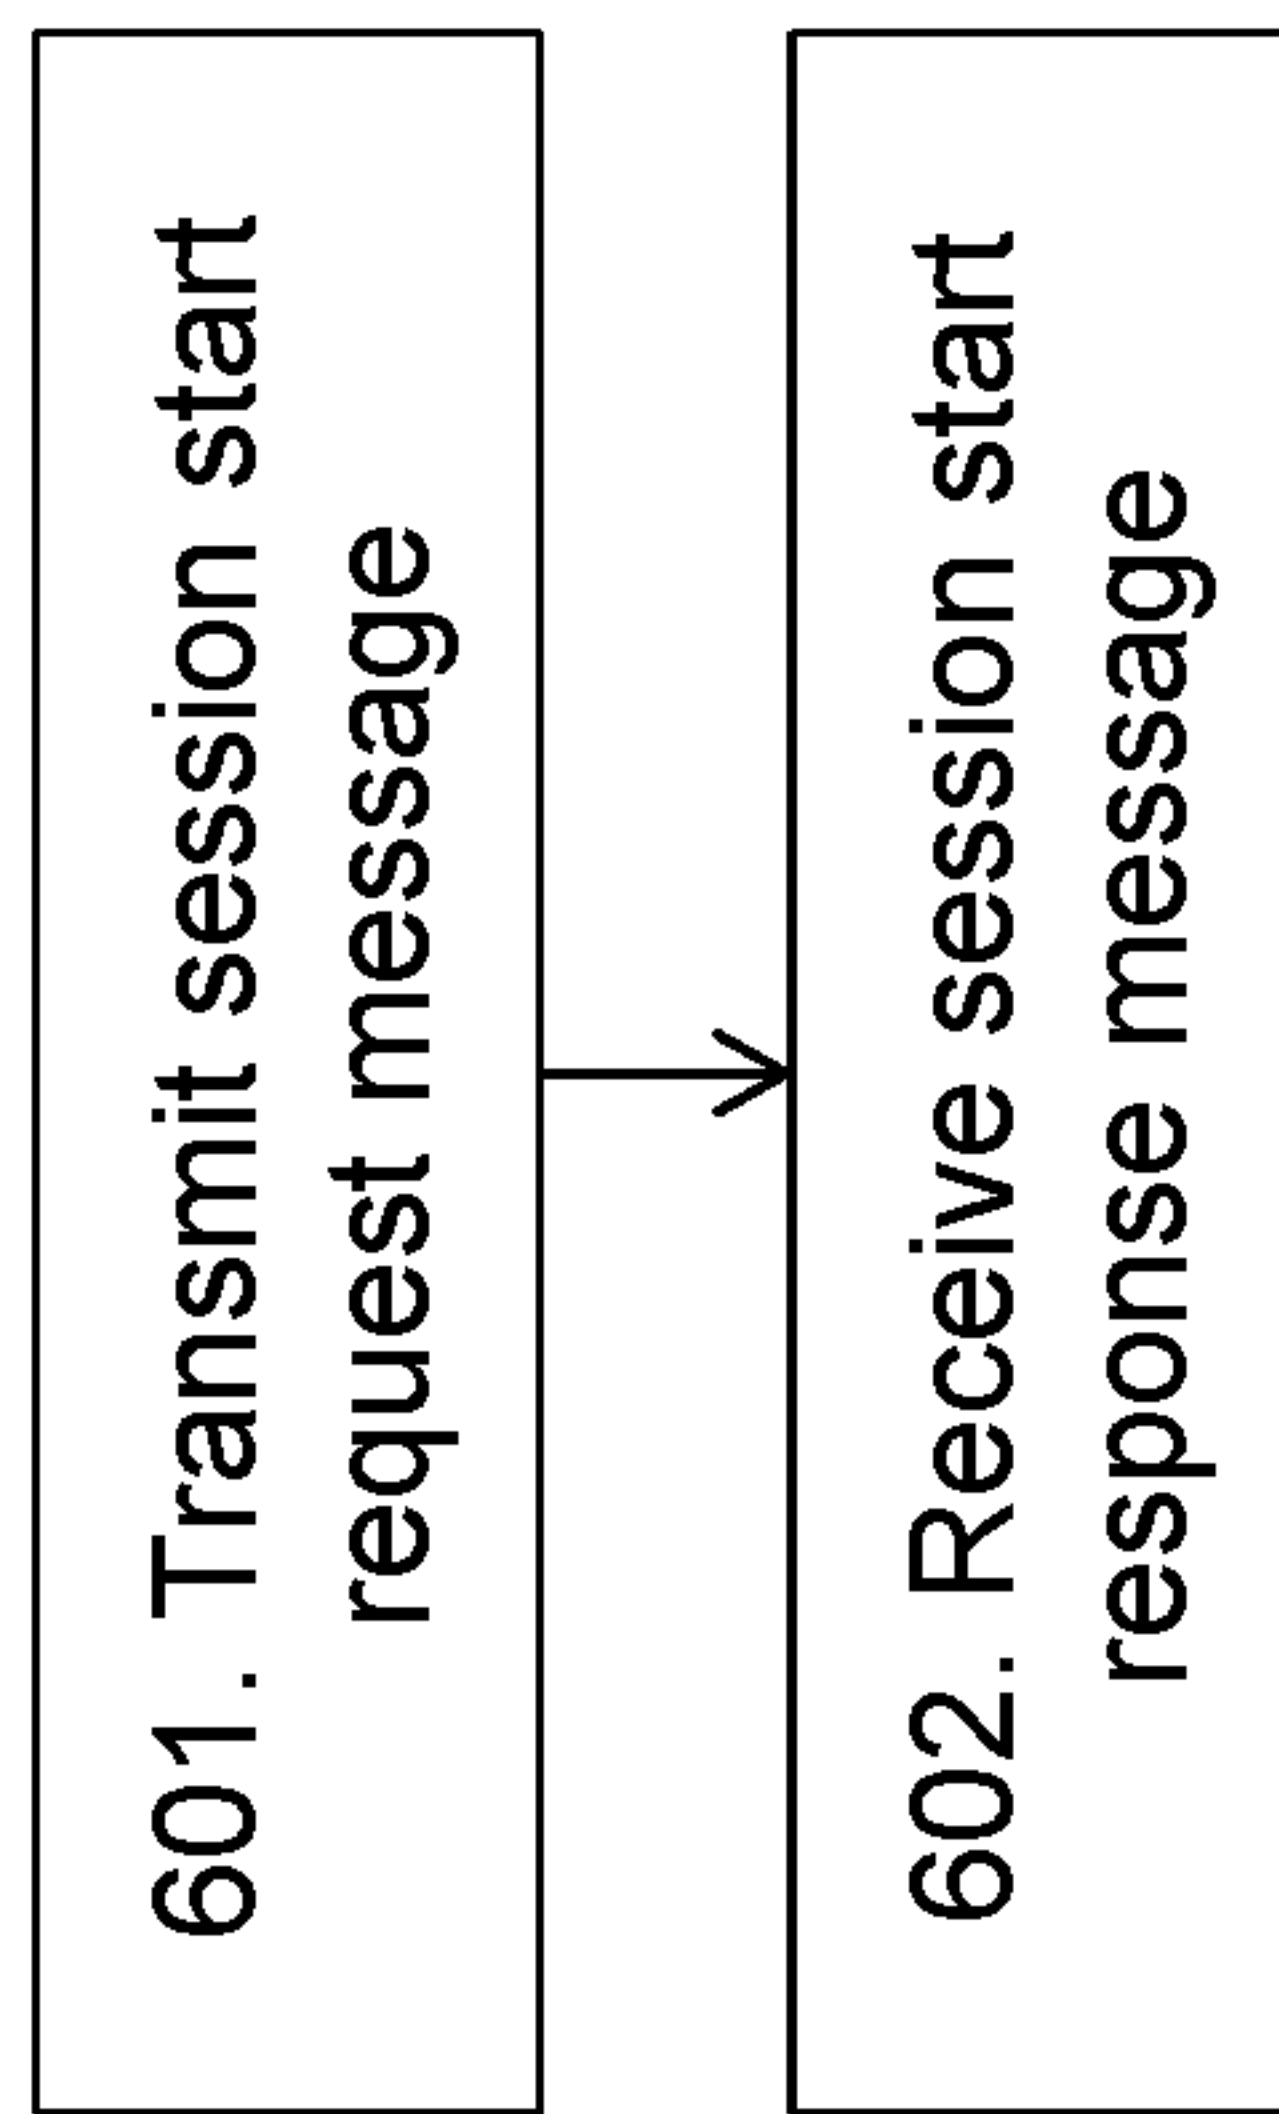 601. Transmit session start
request message
602. Receive session start
response message